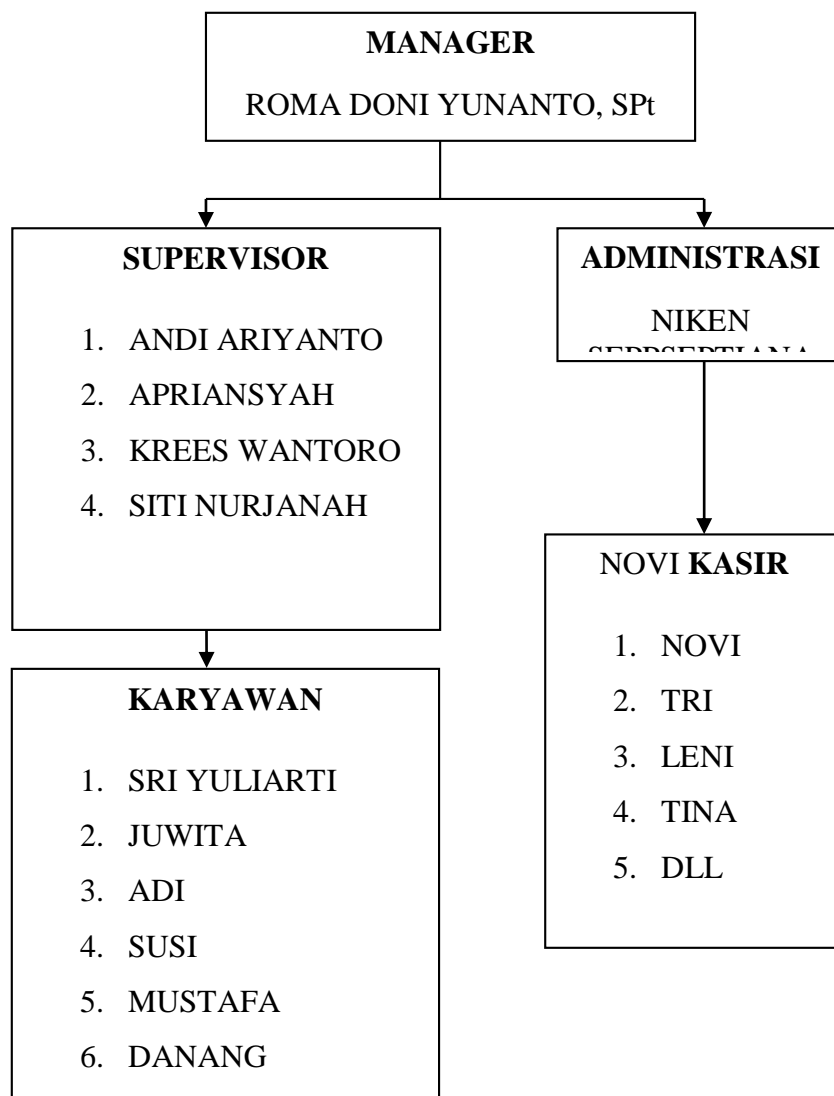 MANAGER
ROMA DONI YUNANTO, SPt
SUPERVISOR
1. ANDI ARIYANTO
2. APRIANSYAH
3. KREES WANTORO
4. SITI NURJANAH
ADMINISTRASI
NIKEN
NOVI KASIR
1. NOVI
2. TRI
3. LENI
4. TINA
5. DLL
KARYAWAN
1. SRI YULIARTI
2. JUWITA
3. ADI
4. SUSI
5. MUSTAFA
6. DANANG